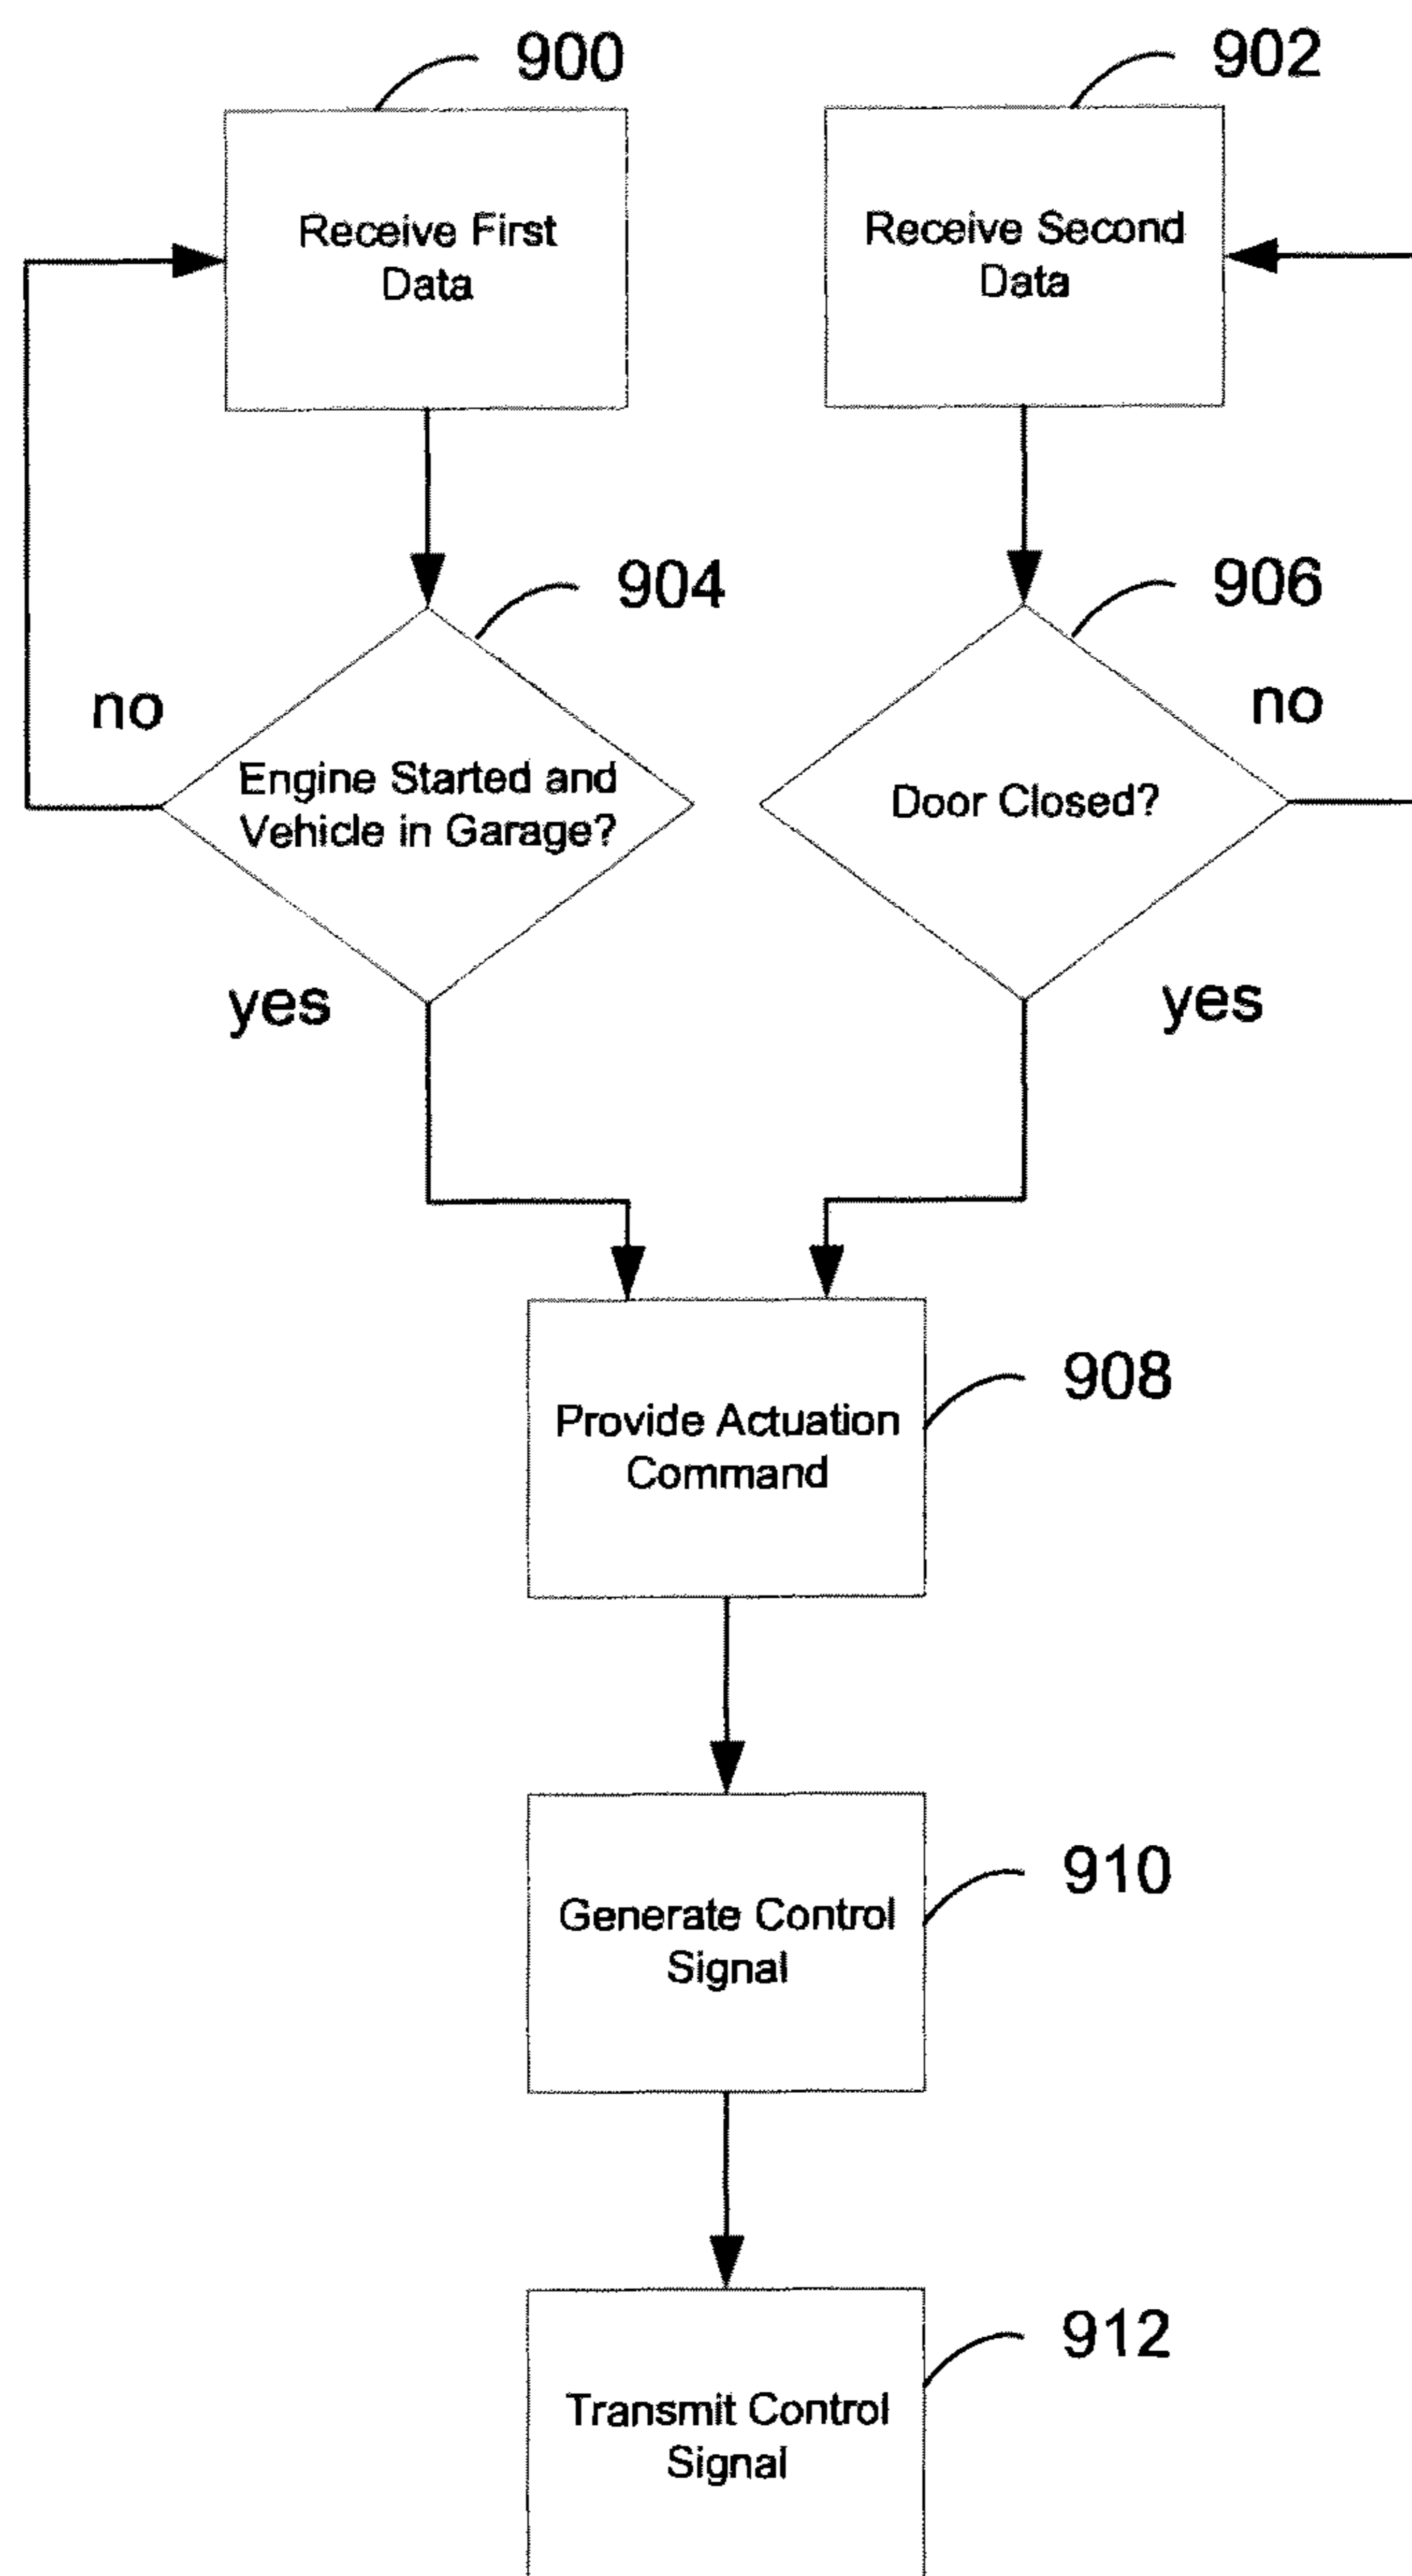 900
902
Receive First
Data
Receive Second
Data
904
906
no
no
Engine Started and
Vehicle in Garage?
Door Closed?
yes
yes
908
Provide Actuation
Command
910
Generate Control
Signal
912
Transmit Control
Signal